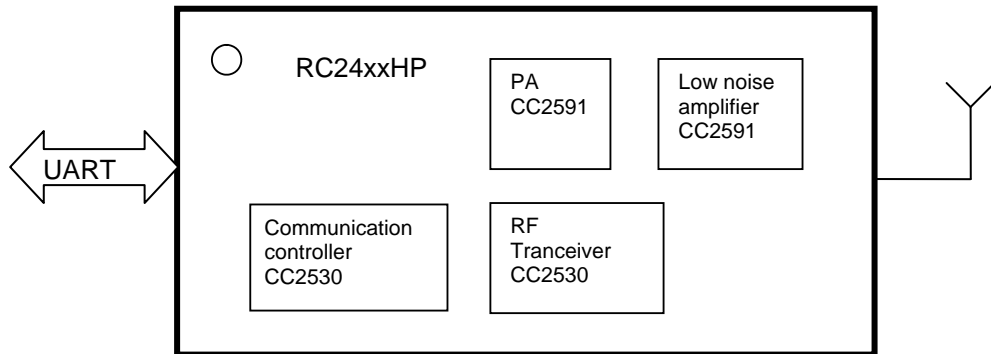 RC24xxHP
PA
CC2591
Low noise
amplifier
CC2591
UART
Communication
controller
CC2530
RF
Tranceiver
CC2530